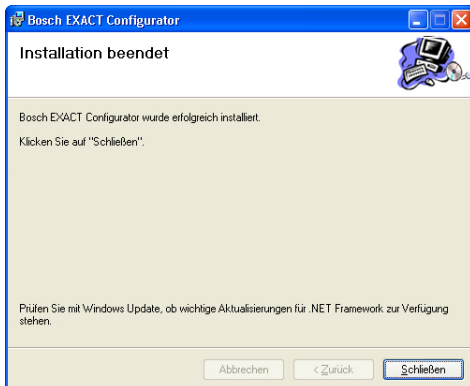 Bosch EXACT Configurator
Installation beendet
Bosch EXACT Configurator wurde erfolgreich installiert.
Klicken Sie auf "Schließen".
Prüfen Sie mit Windows Update, ob wichtige Aktualisierungen für .NET Framework zur Verfügung
stehen.
Abbrechen
< Zurück
Schließen